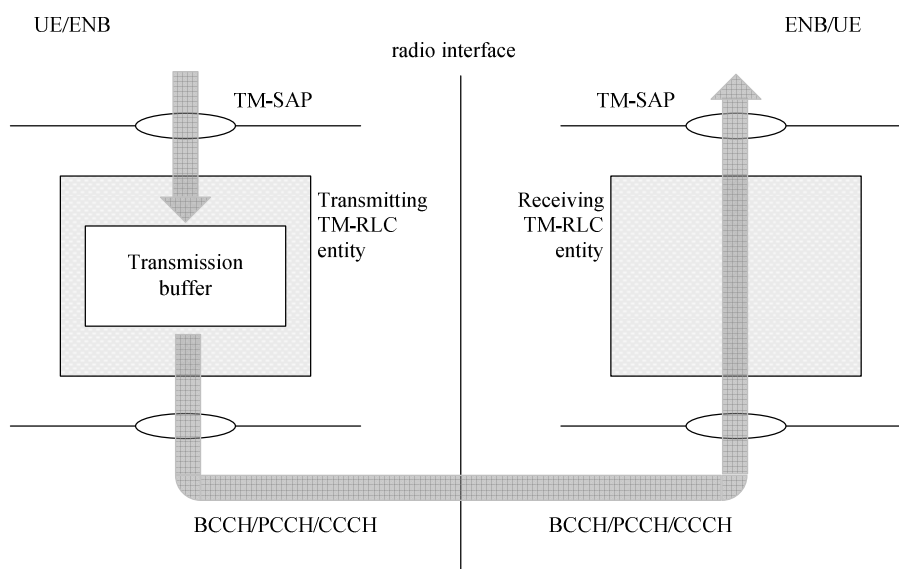 UE/ENB
ENB/UE
radio interface
TM-SAP
TM-SAP
Transmitting
TM-RLC
entity
Receiving
TM-RLC
entity
Transmission
buffer
BCCH/PCCH/CCCH
BCCH/PCCH/CCCH